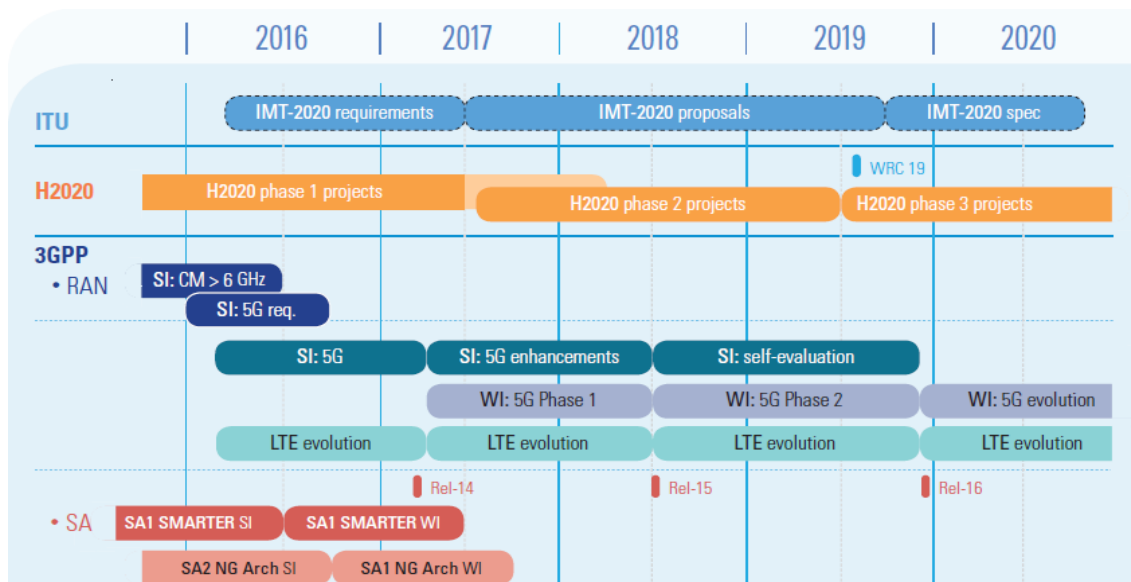 2016 2017 2018 2019 2020
ITU
IMT-2020 requirements IMT-2020 proposals IMT-2020 spec
WRC 19
H2020
H2020 phase 1 projects
H2020 phase 2 projects H2020 phase 3 projects
3GPP
• RAN
SI: CM > 6 GHz
SI: 5G req.
SI: 5G SI: 5G enhancements SI: self-evaluation
WI: 5G Phase 1 WI: 5G Phase 2 WI: 5G evolution
LTE evolution LTE evolution LTE evolution LTE evolution
Rel-14 Rel-15 Rel-16
• SA
SA1 SMARTER SI SA1 SMARTER WI
SA2 NG Arch SI SA1 NG Arch WI